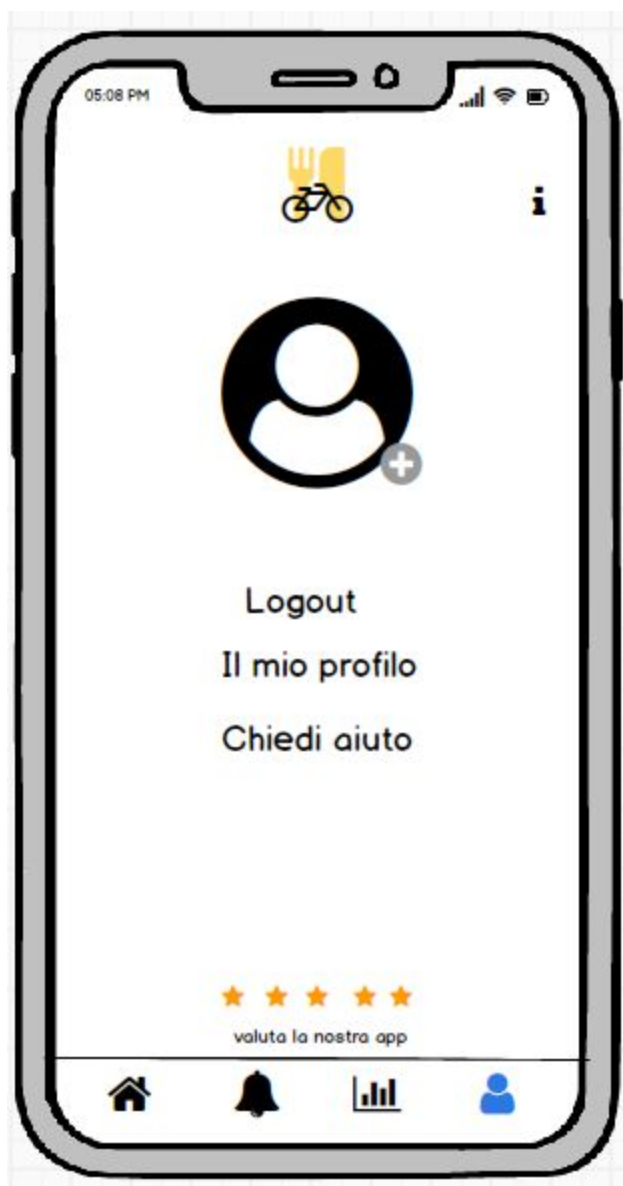 05:08 PM
i
Logout
Il mio profilo
Chiedi aiuto
valuta la nostra app